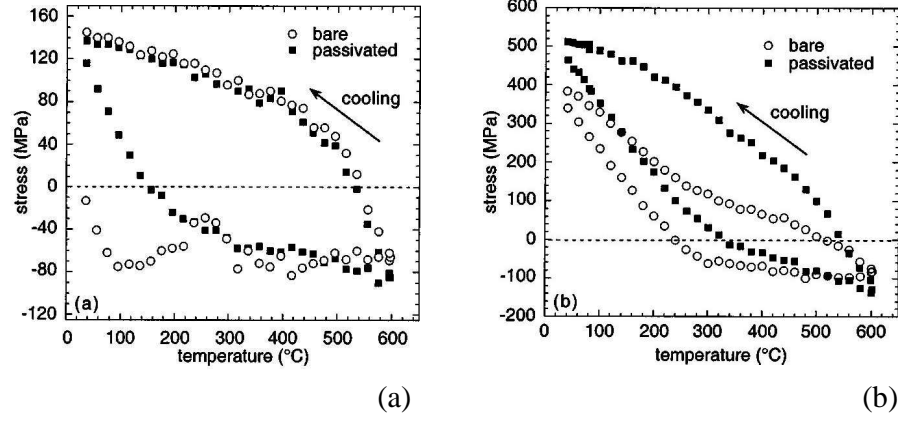 160
120
80
40
0
-40
-80
-120
stress (MPa)
bare
passivated
cooling
(a)
0 100 200 300 400 500 600
temperature (°C)
(a)
600
500
400
300
200
100
0
-100
-200
stress (MPa)
bare
passivated
cooling
(b)
0 100 200 300 400 500 600
temperature (°C)
(b)